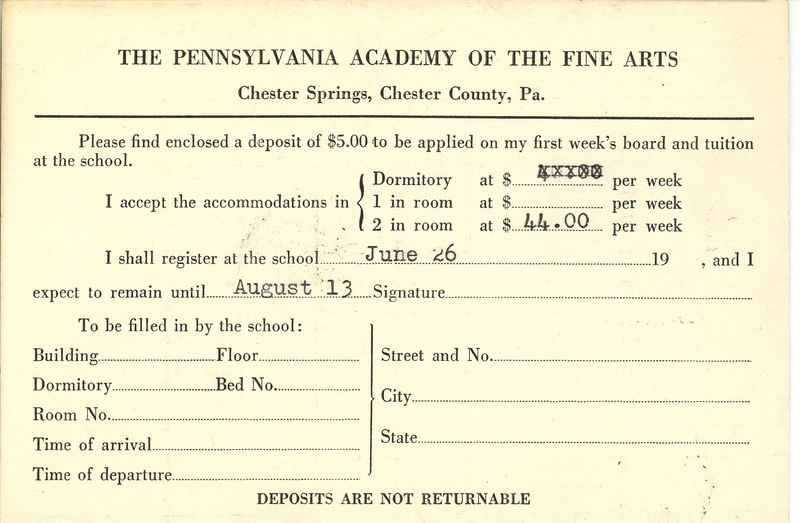 THE PENNSYLVANIA ACADEMY OF THE FINE ARTS
Chester Springs, Chester County, Pa.
Please find enclosed a deposit of $5.00 to be applied on my first week's board and tuition
at the school.
Dormitory at $ per week
I accept the accommodations in 1 in room at $ per week
2 in room at $ 44.00 per week
I shall register at the school June 26 19 , and I
expect to remain until August 13 Signature
To be filled in by the school:
Building Floor
Dormitory Bed No.
Room No.
Time of arrival
Time of departure
Street and No.
City
State
DEPOSITS ARE NOT RETURNABLE